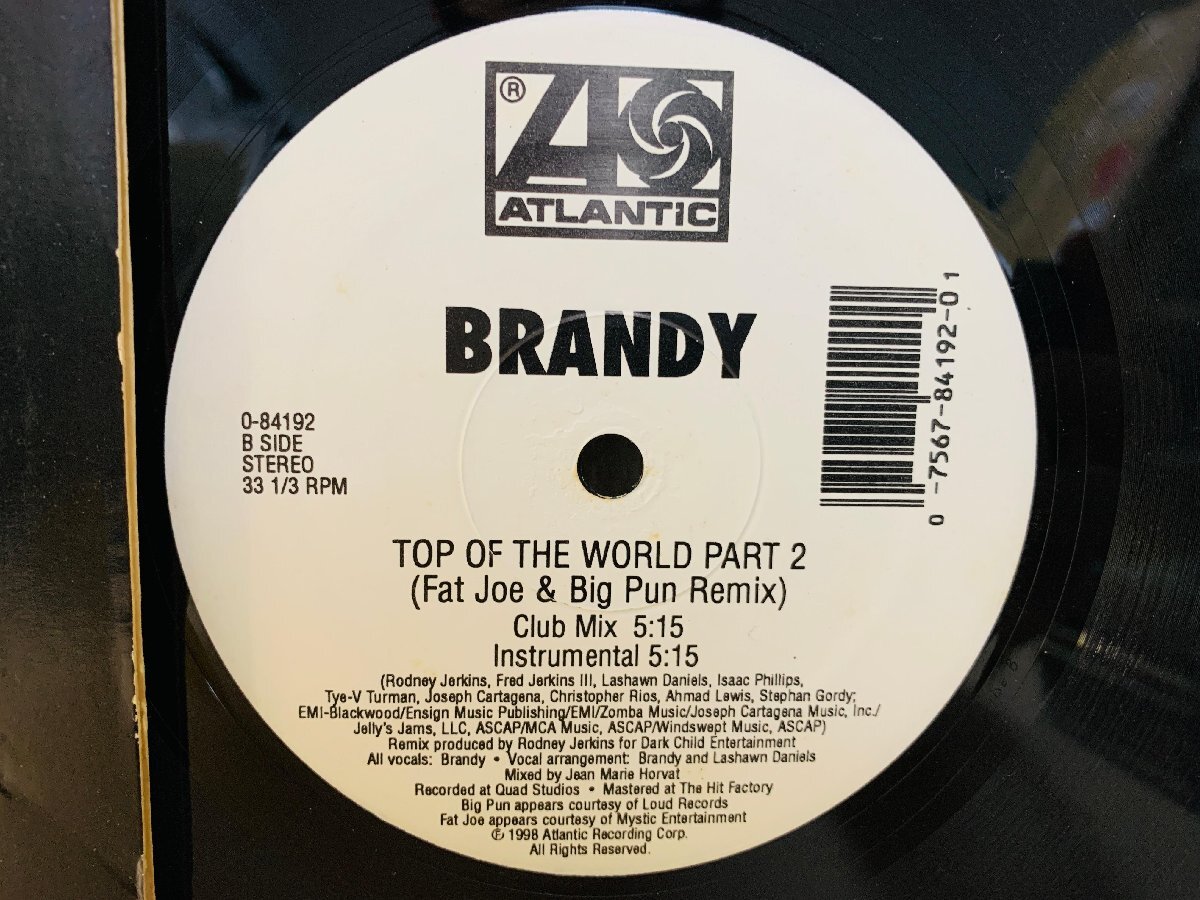 ®
ATLANTIC
BRANDY
0-84192
B SIDE
STEREO
33 1/3 RPM
0 -7567-84192-0 1
TOP OF THE WORLD PART 2
(Fat Joe & Big Pun Remix)
Club Mix 5:15
Instrumental 5:15
(Rodney Jerkins, Fred Jerkins III, Lashawn Daniels, Isaac Phillips,
Tye-V Turman, Joseph Cartagena, Christopher Rios, Ahmad Lewis, Stephan Gordy;
EMI-Blackwood/Ensign Music Publishing/EMI/Zomba Music/Joseph Cartagena Music, Inc./
Jelly's Jams, LLC, ASCAP/MCA Music, ASCAP/Windswept Music, ASCAP)
Remix produced by Rodney Jerkins for Dark Child Entertainment
All vocals: Brandy • Vocal arrangement: Brandy and Lashawn Daniels
Mixed by Jean Marie Horvat
Recorded at Quad Studios • Mastered at The Hit Factory
Big Pun appears courtesy of Loud Records
Fat Joe appears courtesy of Mystic Entertainment
℗ 1998 Atlantic Recording Corp.
All Rights Reserved.